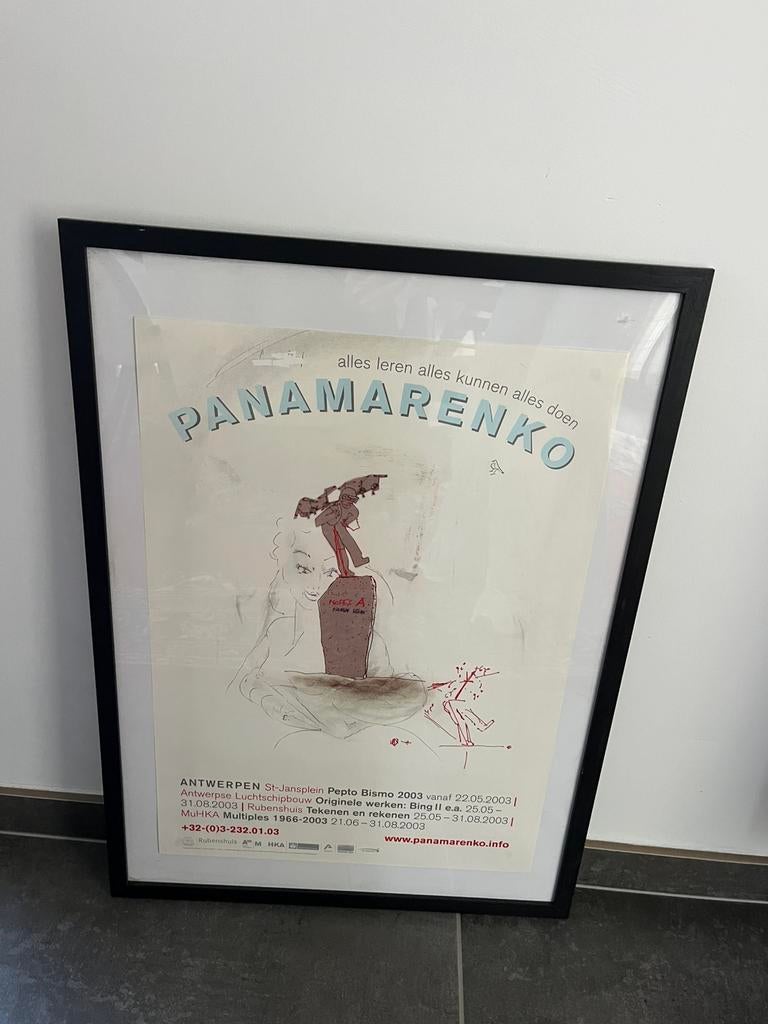 alles leren alles kunnen alles doen
PANAMARENKO
ANTWERPEN St-Jansplein Pepto Bismo 2003 vanaf 22.05.2003 |
Antwerpse Luchtschipbouw Originele werken: Bing II e.a. 25.05 –
31.08.2003 | Rubenshuis Tekenen en rekenen 25.05 – 31.08.2003 |
MuHKA Multiples 1966-2003 21.06 – 31.08.2003
+32-(0)3-232.01.03
www.panamarenko.info
Rubenshuis
HKA